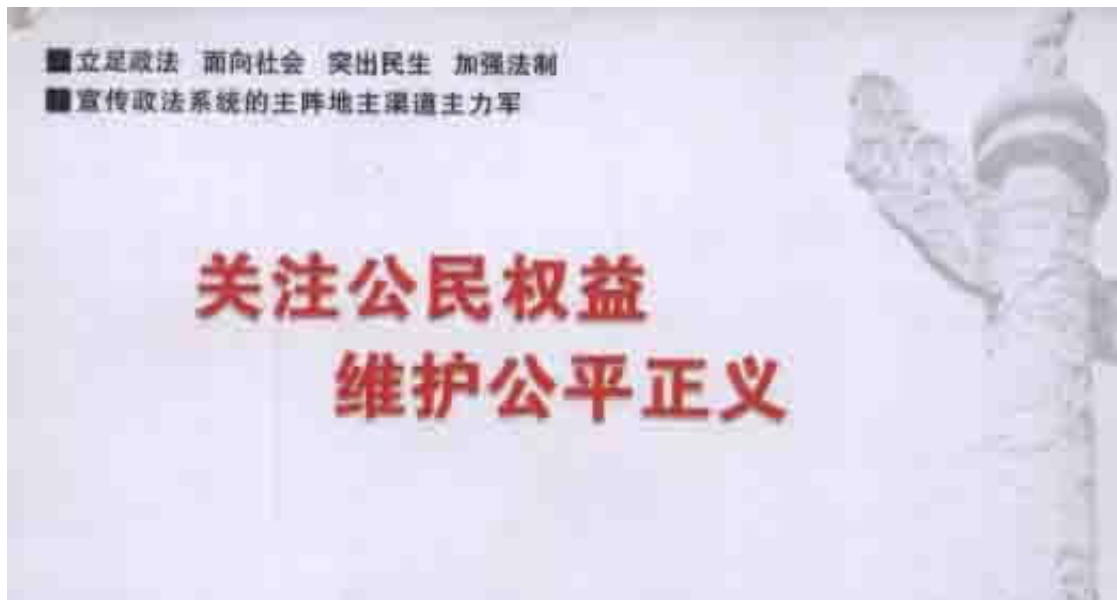 ■立足政法 面向社会 突出民生 加强法制
■宣传政法系统的主阵地主渠道主力军
关注公民权益
维护公平正义